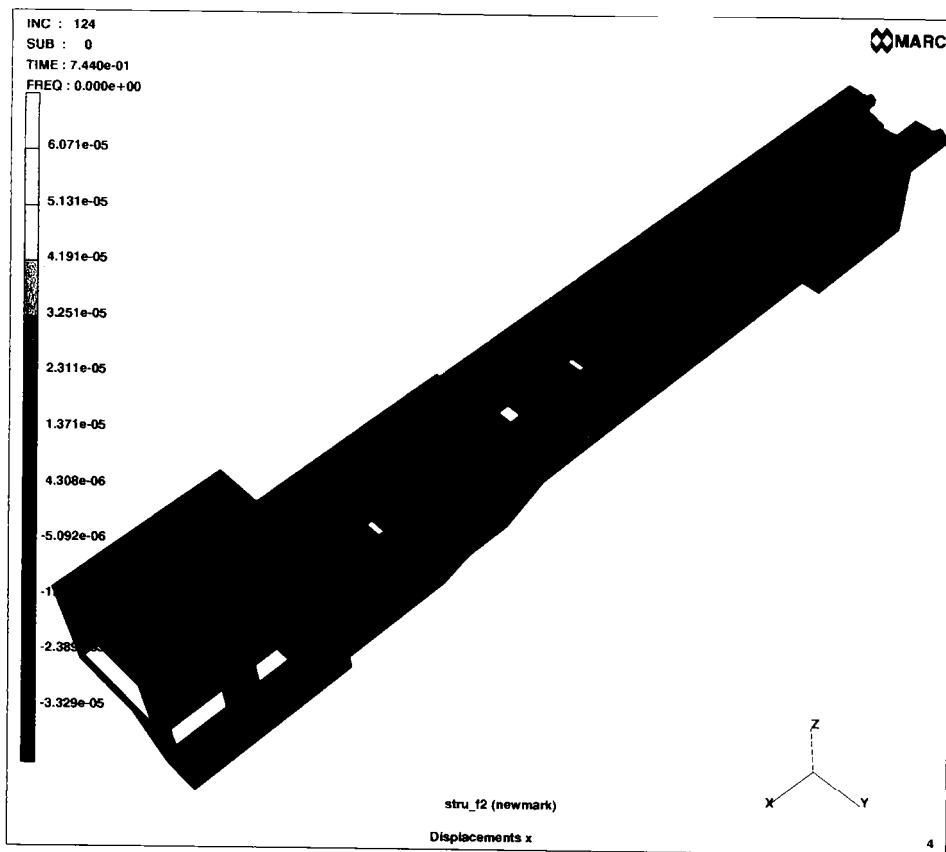 INC : 124
SUB : 0
TIME : 7.440e-01
FREQ : 0.000e+00
MARC
6.071e-05
5.131e-05
4.191e-05
3.251e-05
2.311e-05
1.371e-05
4.308e-06
-5.092e-06
-3.329e-05
Z
X
Y
stru_f2 (newmark)
Displacements x
4